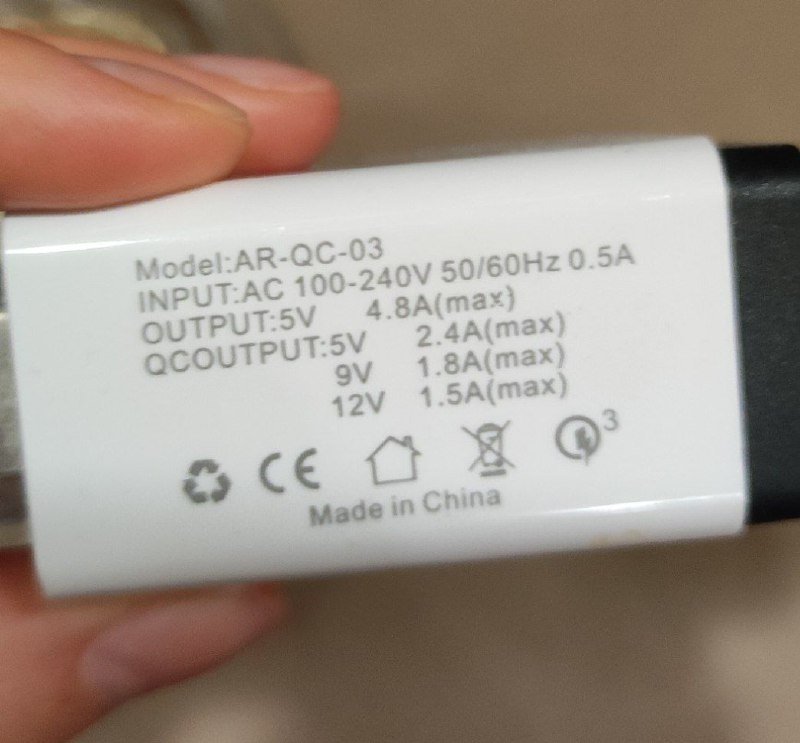 Model:AR-QC-03
INPUT:AC 100-240V 50/60Hz 0.5A
OUTPUT:5V 4.8A(max)
QCOUTPUT:5V 2.4A(max)
9V 1.8A(max)
12V 1.5A(max)
CE 3
Made in China